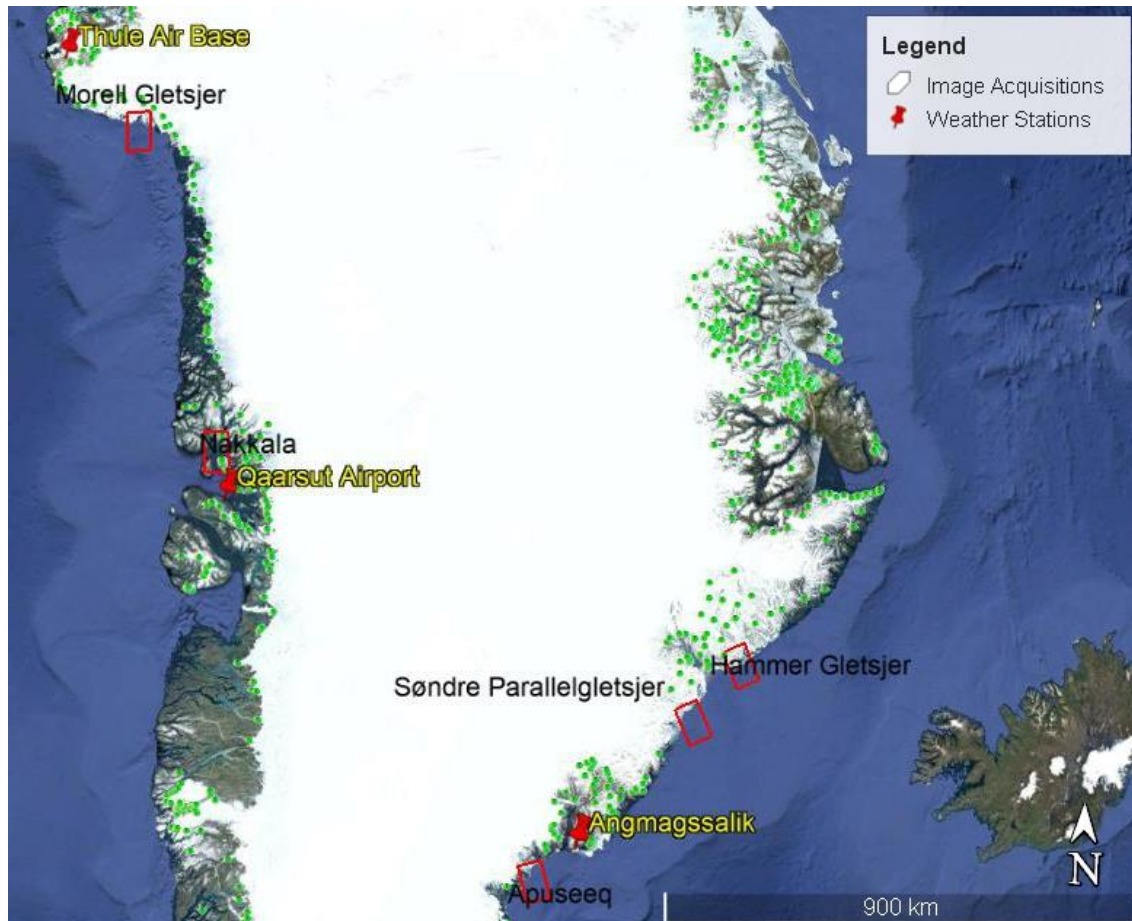 Thule Air Base
Legend
Morell Gletsjer
Image Acquisitions
Weather Stations
Nakkala
Qaarsut Airport
Hammer Gletsjer
Søndre Parallelgletsjer
Angmagssalik
Apuseeq
N
900 km